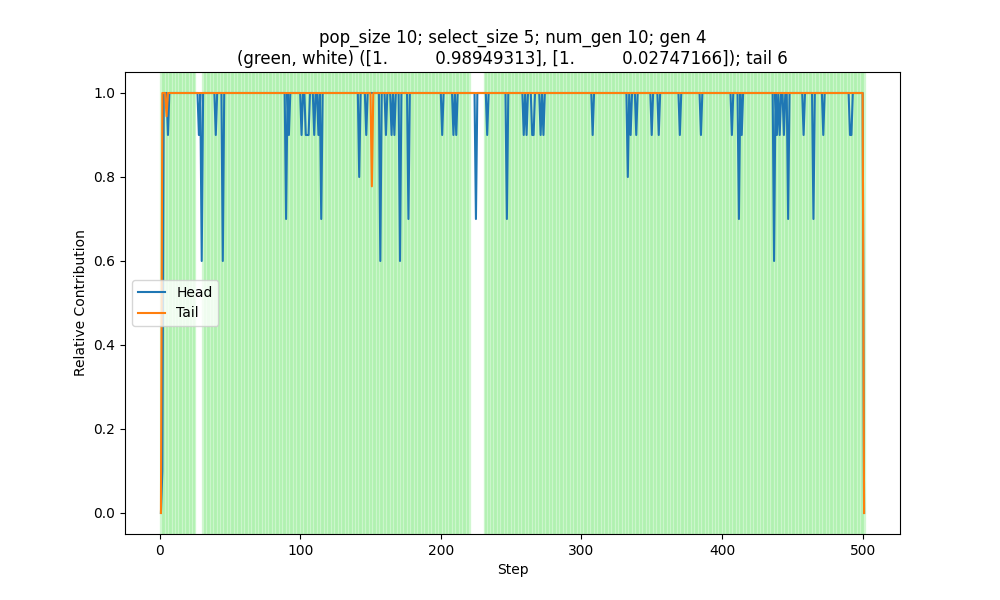 pop_size 10; select_size 5; num_gen 10; gen 4
(green, white) ([1.          0.98949313], [1.          0.02747166]); tail 6
1.0
0.8
0.6
0.4
0.2
0.0
Relative Contribution
Head
Tail
0
100
200
300
400
500
Step